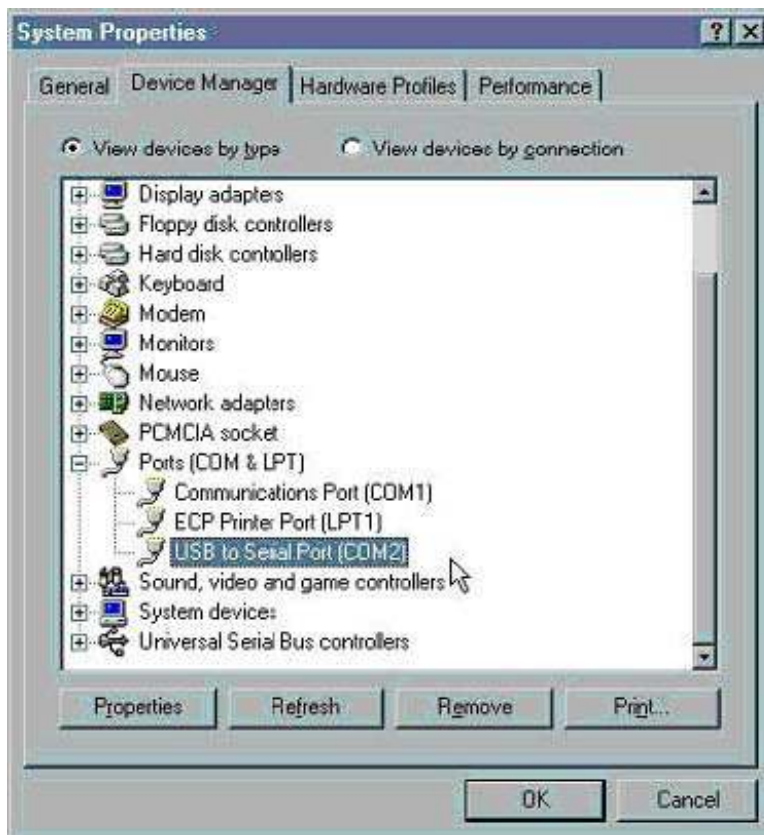 System Properties
General Device Manager Hardware Profiles Performance
View devices by type View devices by connection
Display adapters
Floppy disk controllers
Hard disk controllers
Keyboard
Modem
Monitors
Mouse
Network adapters
PCMCIA socket
Ports (COM & LPT)
Communications Port (COM1)
ECP Printer Port (LPT1)
USB to Serial Port (COM2)
Sound, video and game controllers
System devices
Universal Serial Bus controllers
Properties Refresh Remove Print...
OK Cancel